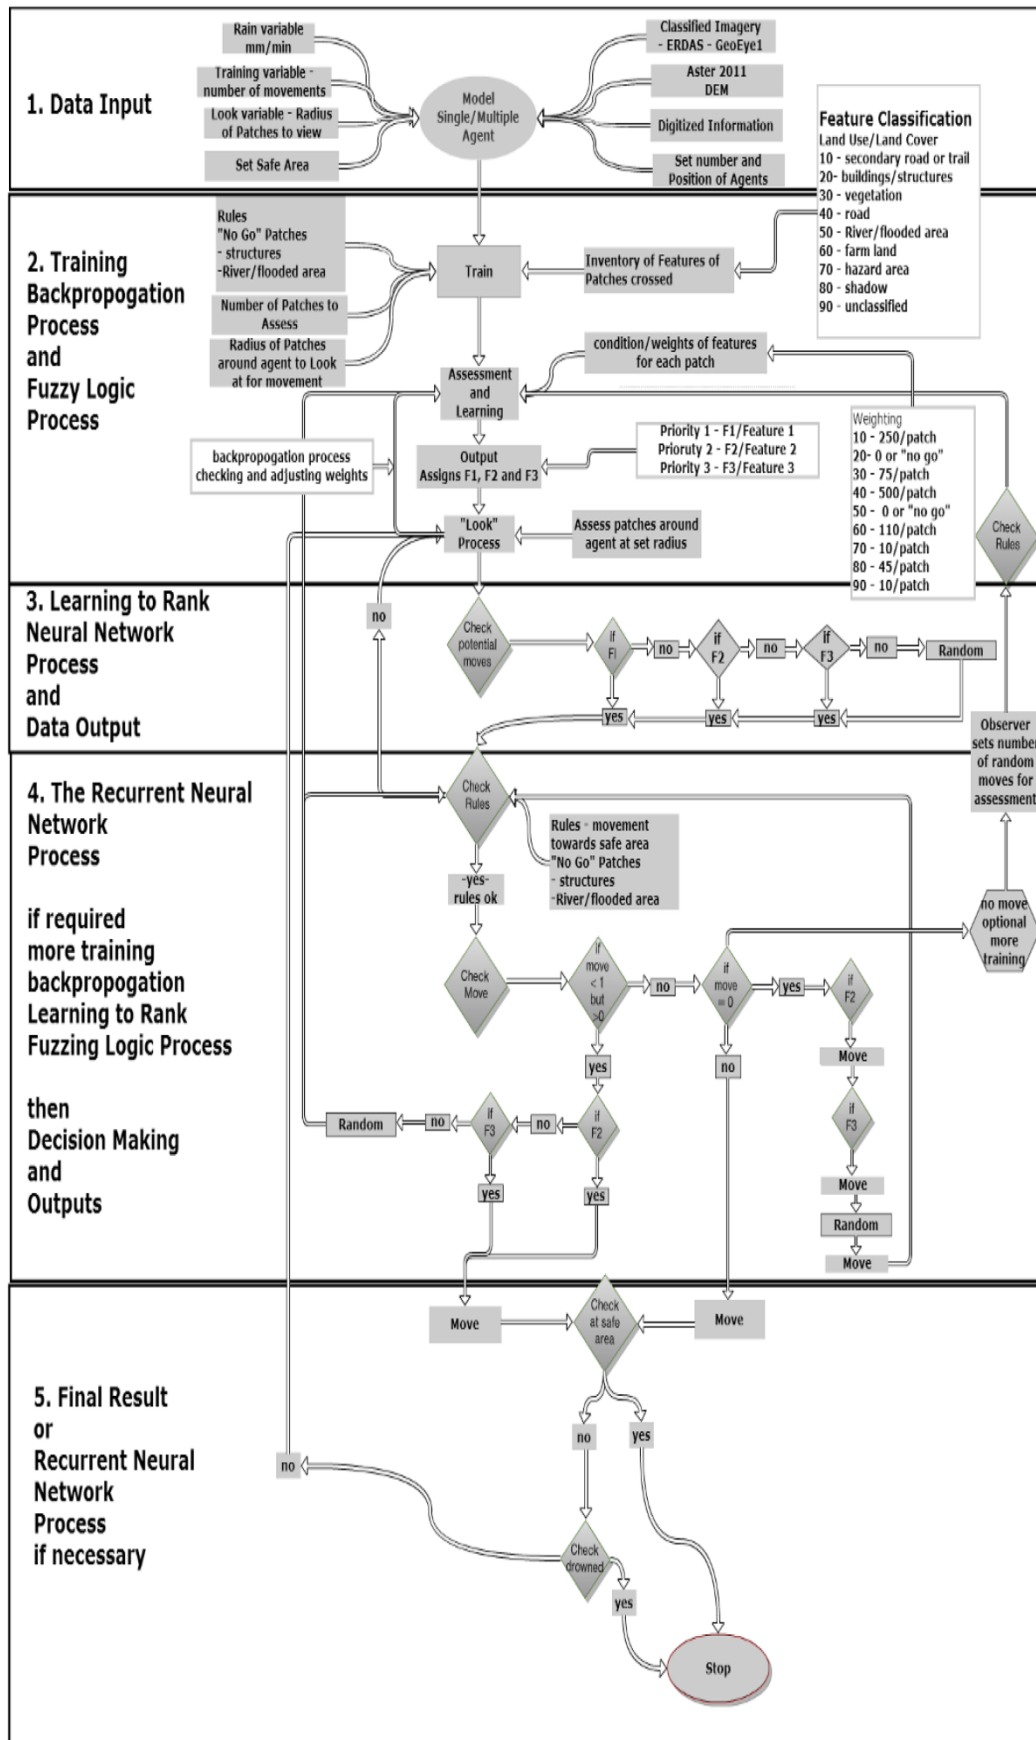 1. Data Input
Rain variable
mm/min
Training variable -
number of movements
Look variable - Radius
of Patches to view
Set Safe Area
Model
Single/Multiple
Agent
Classified Imagery
- ERDAS - GeoEye1
Aster 2011
DEM
Digitized Information
Set number and
Position of Agents
Feature Classification
Land Use/Land Cover
10 - secondary road or trail
20- buildings/structures
30 - vegetation
40 - road
50 - River/flooded area
60 - farm land
70 - hazard area
80 - shadow
90 - unclassified
2. Training
Backpropogation
Process
and
Fuzzy Logic
Process
Rules
"No Go" Patches
- structures
-River/flooded area
Number of Patches to
Assess
Radius of Patches
around agent to Look
at for movement
Train
Inventory of Features of
Patches crossed
condition/weights of features
for each patch
Assessment
and
Learning
backpropogation process
checking and adjusting weights
Output
Assigns F1, F2 and F3
Priority 1 - F1/Feature 1
Prioruty 2 - F2/Feature 2
Priority 3 - F3/Feature 3
Weighting
10 - 250/patch
20- 0 or "no go"
30 - 75/patch
40 - 500/patch
50 - 0 or "no go"
60 - 110/patch
70 - 10/patch
80 - 45/patch
90 - 10/patch
"Look"
Process
Assess patches around
agent at set radius
Check
Rules
3. Learning to Rank
Neural Network
Process
and
Data Output
no
Check
potential
moves
if
F1
no
if
F2
no
if
F3
no
Random
yes
yes
yes
Observer
sets number
of random
moves for
assessment
4. The Recurrent Neural
Network
Process
if required
more training
backpropogation
Learning to Rank
Fuzzing Logic Process
then
Decision Making
and
Outputs
Check
Rules
Rules - movement
towards safe area
"No Go" Patches
- structures
-River/flooded area
-yes-
rules ok
no move
optional
more
training
Check
Move
if
move
< 1
but
>0
no
if
move
= 0
yes
if
F2
yes
no
Move
Random
no
if
F3
no
if
F2
if
F3
yes
yes
Move
Random
Move
5. Final Result
or
Recurrent Neural
Network
Process
if necessary
Move
Check
at safe
area
Move
no
yes
no
Check
drowned
yes
Stop